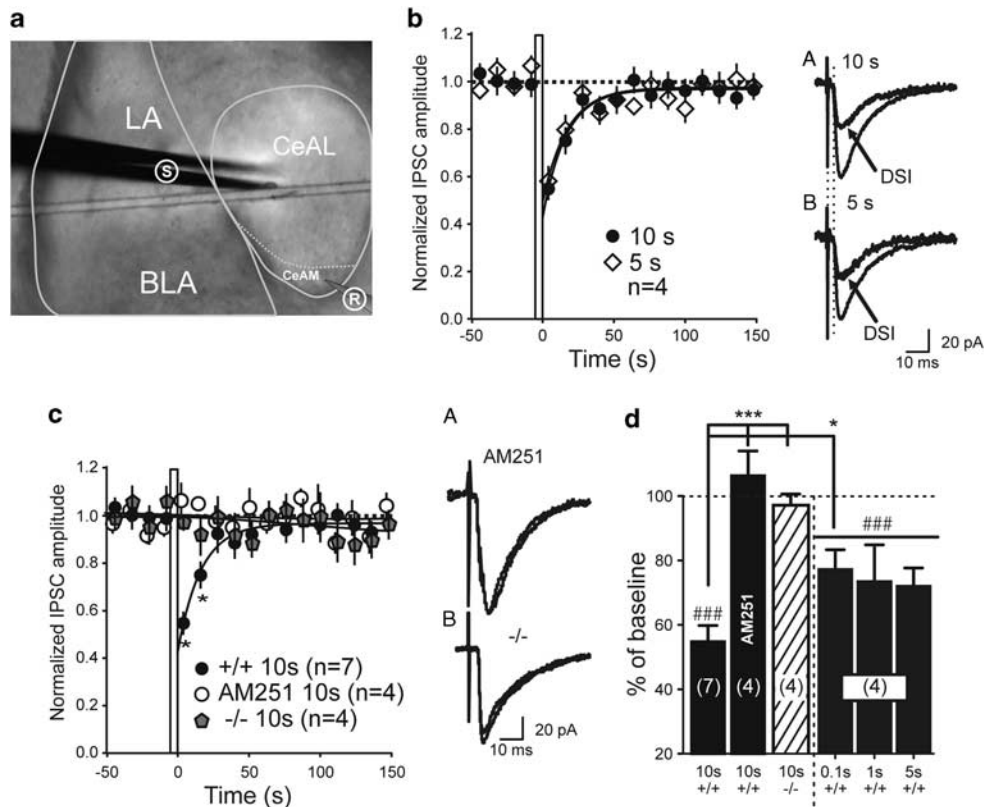 a
LA
CeAL
S
CeAM
BLA
R
b
Normalized IPSC amplitude
1.2
1.0
0.8
0.6
0.4
0.2
0.0
10 s
5 s
n=4
-50 0 50 100 150
Time (s)
A
10 s
DSI
B
5 s
DSI
20 pA
10 ms
c
Normalized IPSC amplitude
1.2
1.0
0.8
0.6
0.4
0.2
0.0
*
*
+/+ 10s (n=7)
AM251 10s (n=4)
-/- 10s (n=4)
-50 0 50 100 150
Time (s)
A
AM251
B
-/-
20 pA
10 ms
d
***
*
% of baseline
100
80
60
40
20
###
###
AM251
(7) (4) (4) (4)
10s 10s 10s 0.1s 1s 5s
+/+ +/+ -/- +/+ +/+ +/+